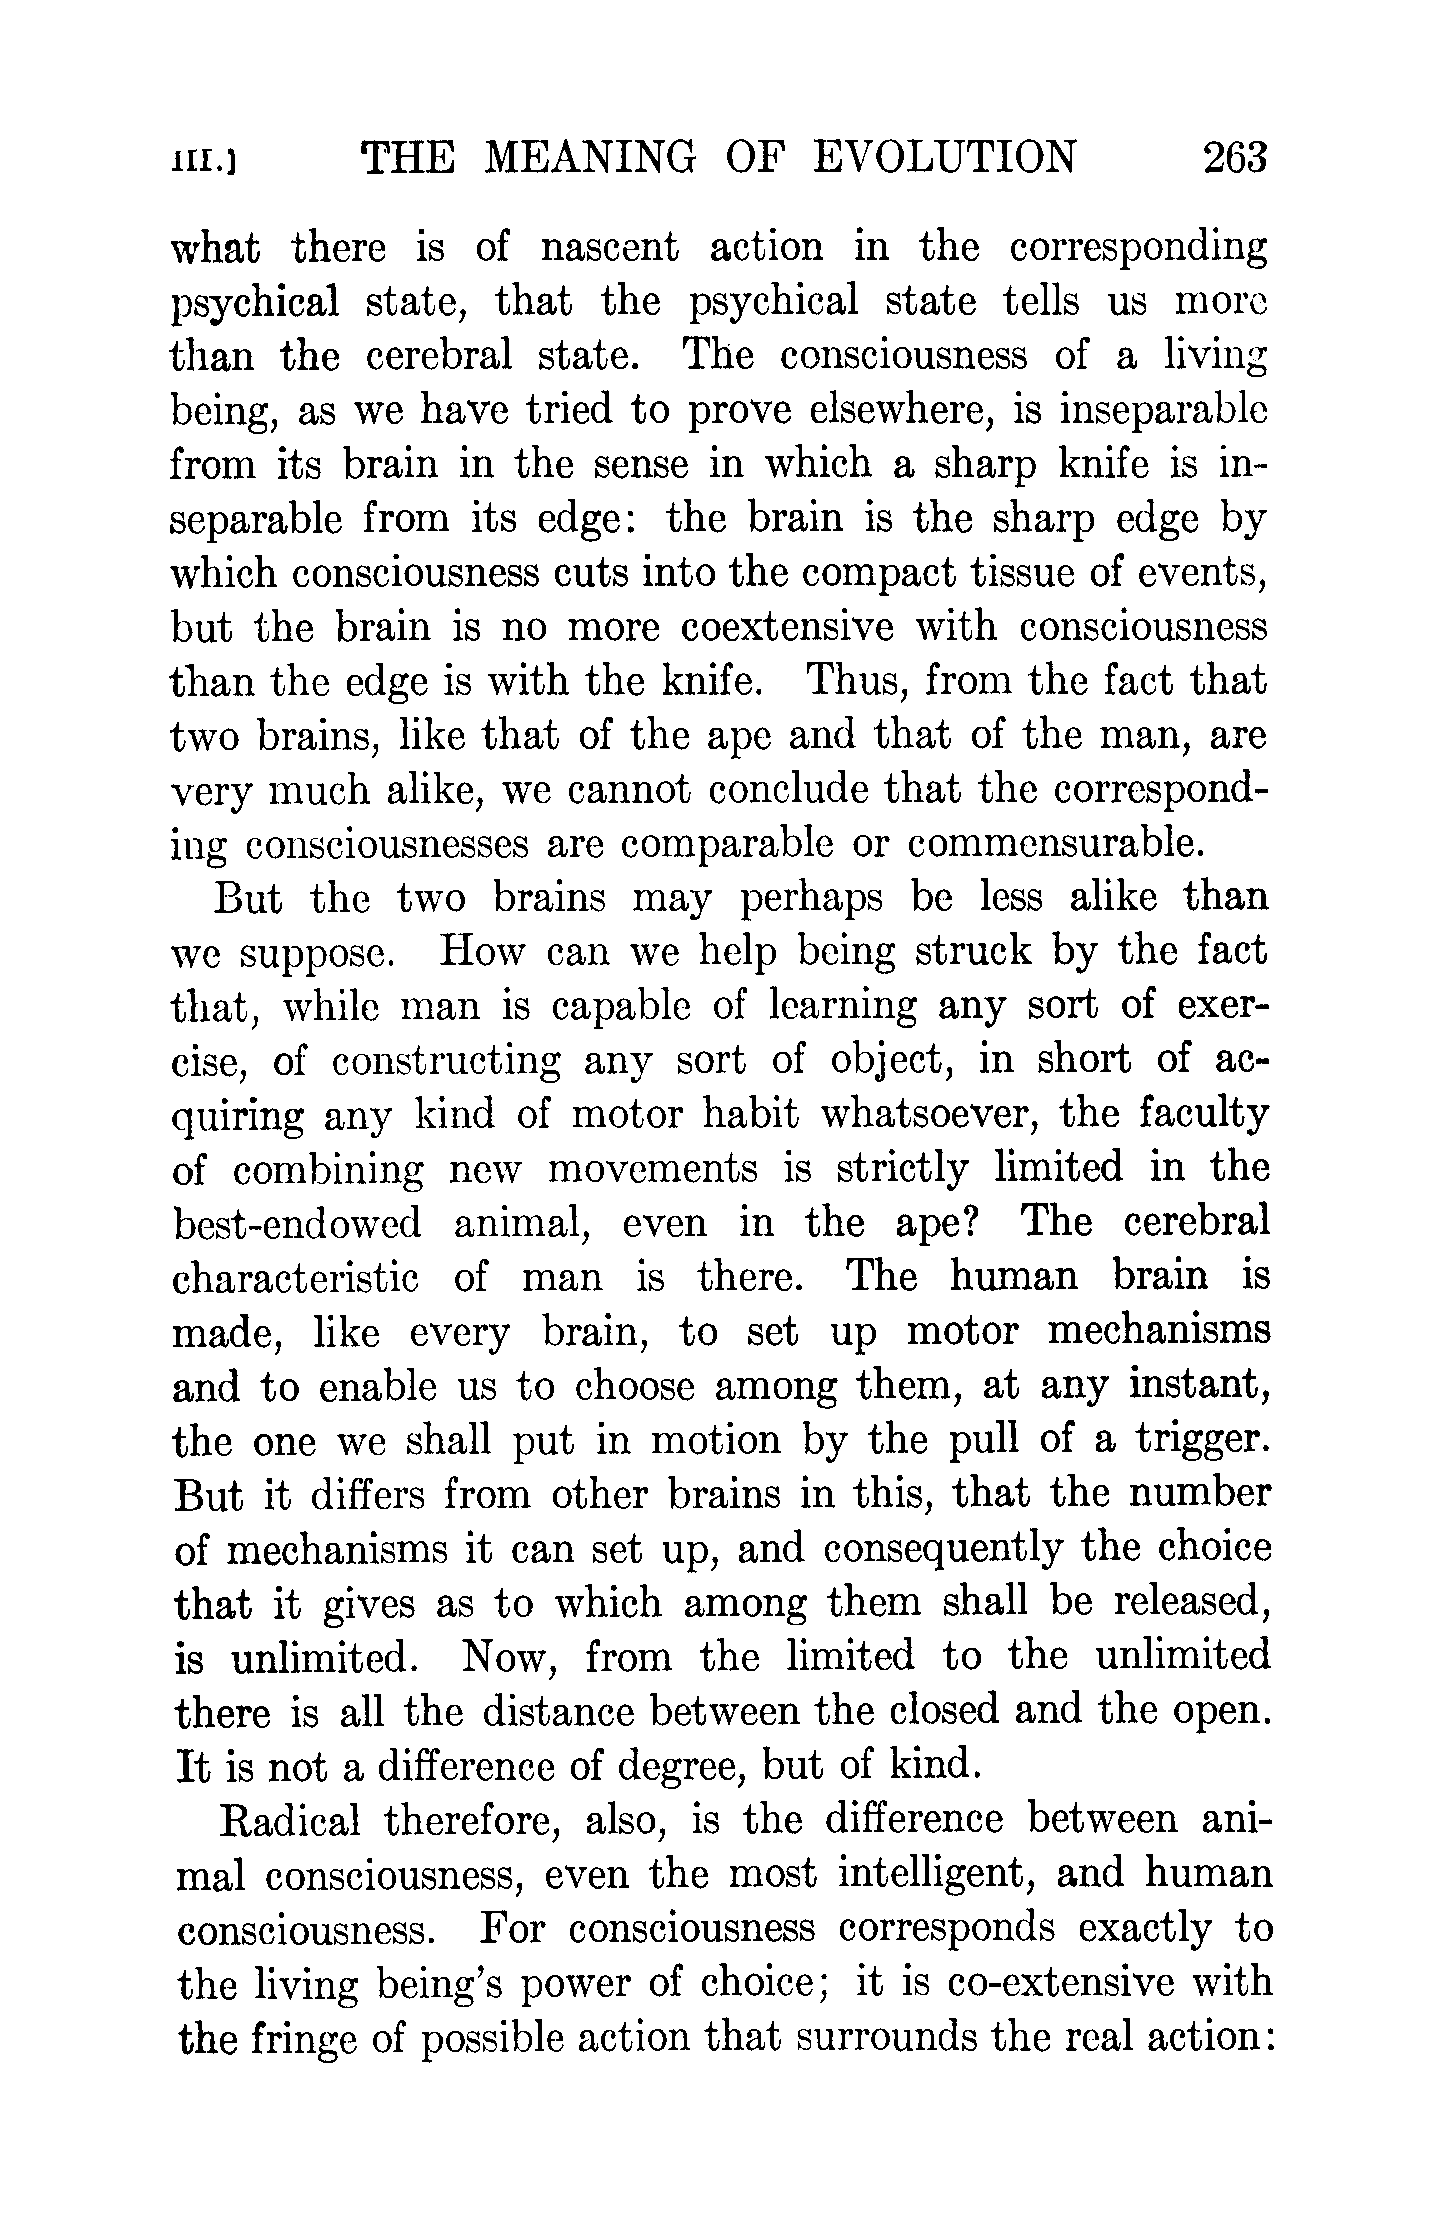 III.] THE MEANING OF EVOLUTION 263
what there is of nascent action in the corresponding
psychical state, that the psychical state tells us more
than the cerebral state. The consciousness of a living
being, as we have tried to prove elsewhere, is inseparable
from its brain in the sense in which a sharp knife is in-
separable from its edge: the brain is the sharp edge by
which consciousness cuts into the compact tissue of events,
but the brain is no more coextensive with consciousness
than the edge is with the knife. Thus, from the fact that
two brains, like that of the ape and that of the man, are
very much alike, we cannot conclude that the correspond-
ing consciousnesses are comparable or commensurable.
But the two brains may perhaps be less alike than
we suppose. How can we help being struck by the fact
that, while man is capable of learning any sort of exer-
cise, of constructing any sort of object, in short of ac-
quiring any kind of motor habit whatsoever, the faculty
of combining new movements is strictly limited in the
best-endowed animal, even in the ape? The cerebral
characteristic of man is there. The human brain is
made, like every brain, to set up motor mechanisms
and to enable us to choose among them, at any instant,
the one we shall put in motion by the pull of a trigger.
But it differs from other brains in this, that the number
of mechanisms it can set up, and consequently the choice
that it gives as to which among them shall be released,
is unlimited. Now, from the limited to the unlimited
there is all the distance between the closed and the open.
It is not a difference of degree, but of kind.
Radical therefore, also, is the difference between ani-
mal consciousness, even the most intelligent, and human
consciousness. For consciousness corresponds exactly to
the living being's power of choice; it is co-extensive with
the fringe of possible action that surrounds the real action: